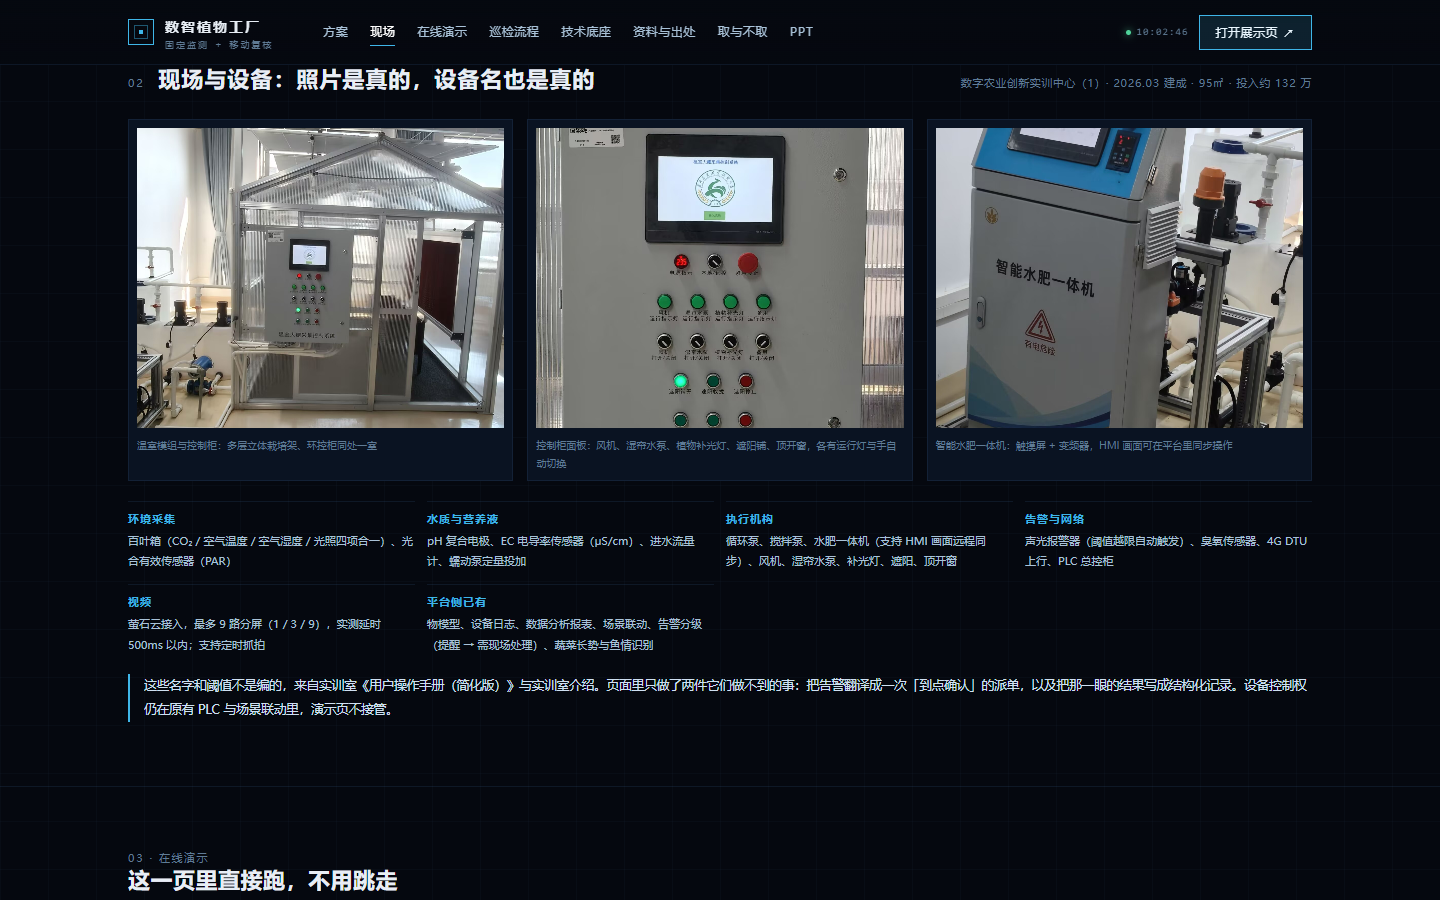 数智植物工厂
固定监测 + 移动复核
方案 现场 在线演示 巡检流程 技术底座 资料与出处 取与不取 PPT
10:02:46
打开展示页 ↗
02 现场与设备：照片是真的，设备名也是真的
数字农业创新实训中心（1）· 2026.03 建成 · 95㎡ · 投入约 132 万
智能水肥一体机
有电危险
温室模组与控制柜：多层立体栽培架、环控柜同处一室
控制柜面板：风机、湿帘水泵、植物补光灯、遮阳铺、顶开窗，各有运行灯与手自
动切换
智能水肥一体机：触摸屏 + 变频器，HMI 画面可在平台里同步操作
环境采集
百叶箱（CO₂ / 空气温度 / 空气湿度 / 光照四项合一）、光
合有效传感器（PAR）
水质与营养液
pH 复合电极、EC 电导率传感器（μS/cm）、进水流量
计、蠕动泵定量投加
执行机构
循环泵、搅拌泵、水肥一体机（支持 HMI 画面远程同
步）、风机、湿帘水泵、补光灯、遮阳、顶开窗
告警与网络
声光报警器（阈值越限自动触发）、臭氧传感器、4G DTU
上行、PLC 总控柜
视频
萤石云接入，最多 9 路分屏（1 / 3 / 9），实测延时
500ms 以内；支持定时抓拍
平台侧已有
物模型、设备日志、数据分析报表、场景联动、告警分级
（提醒 → 需现场处理）、蔬菜长势与鱼情识别
这些名字和阈值不是编的，来自实训室《用户操作手册（简化版）》与实训室介绍。页面里只做了两件它们做不到的事：把告警翻译成一次「到点确认」的派单，以及把那一眼的结果写成结构化记录。设备控制权
仍在原有 PLC 与场景联动里，演示页不接管。
03 · 在线演示
这一页里直接跑，不用跳走